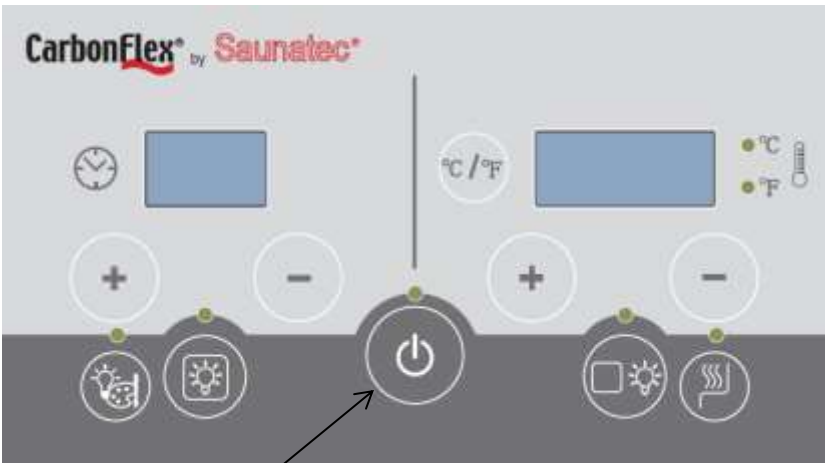 CarbonFlex® by Saunatec®
°C/°F
°C
°F
+
−
+
−